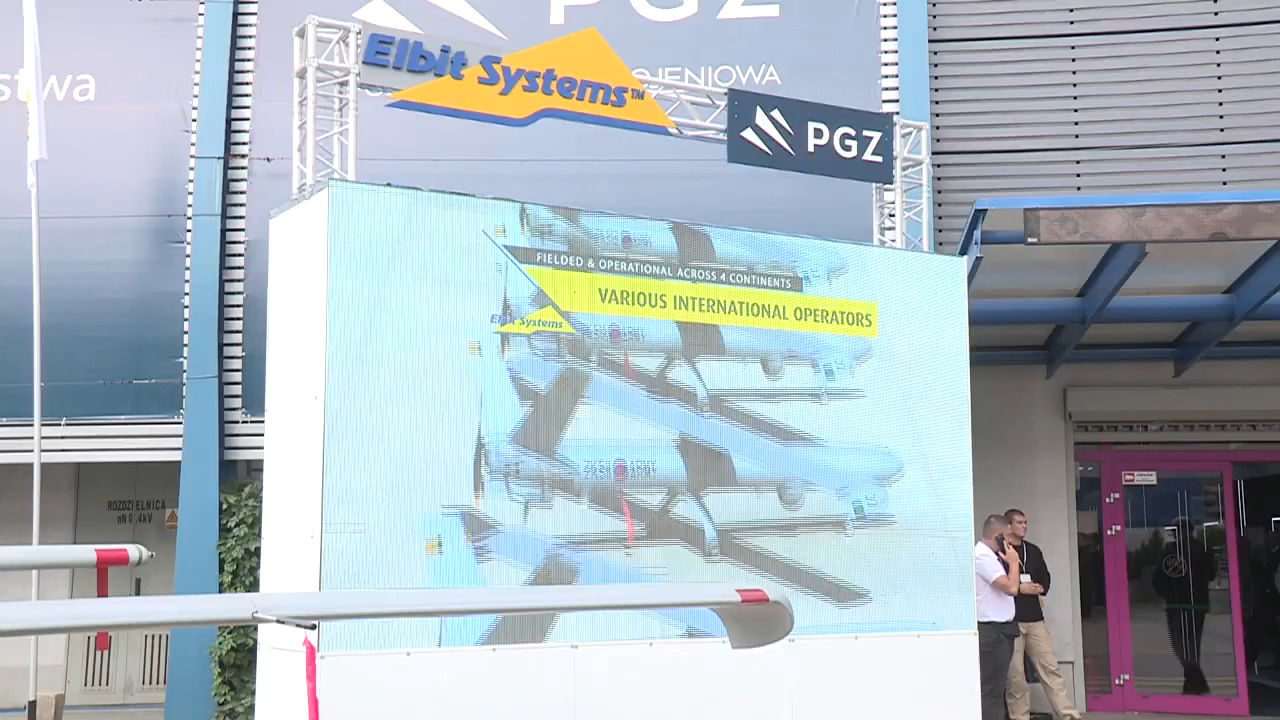 PGZ
stwa
OJENIOWA
Elbit Systems™
PGZ
FIELDED & OPERATIONAL ACROSS 4 CONTINENTS
VARIOUS INTERNATIONAL OPERATORS
Elbit Systems
ROZDZIELNICA
nN 0,4kV